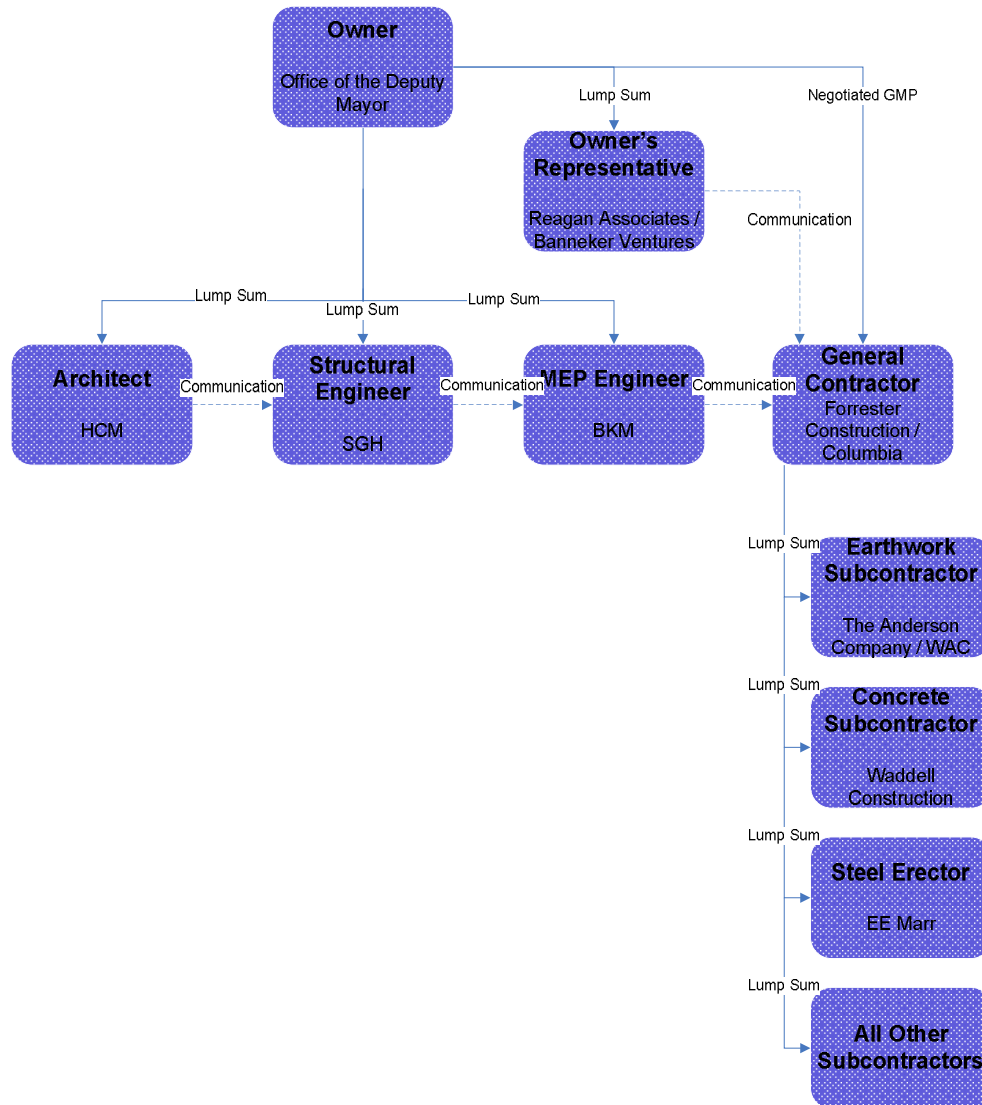 Owner
Office of the Deputy
Mayor
Lump Sum
Negotiated GMP
Owner's
Representative
Reagan Associates /
Banneker Ventures
Communication
Lump Sum
Lump Sum
Lump Sum
Architect
HCM
Communication
Structural
Engineer
SGH
Communication
MEP Engineer
BKM
Communication
General
Contractor
Forrester
Construction /
Columbia
Lump Sum
Earthwork
Subcontractor
The Anderson
Company / WAC
Lump Sum
Concrete
Subcontractor
Waddell
Construction
Lump Sum
Steel Erector
EE Marr
Lump Sum
All Other
Subcontractors